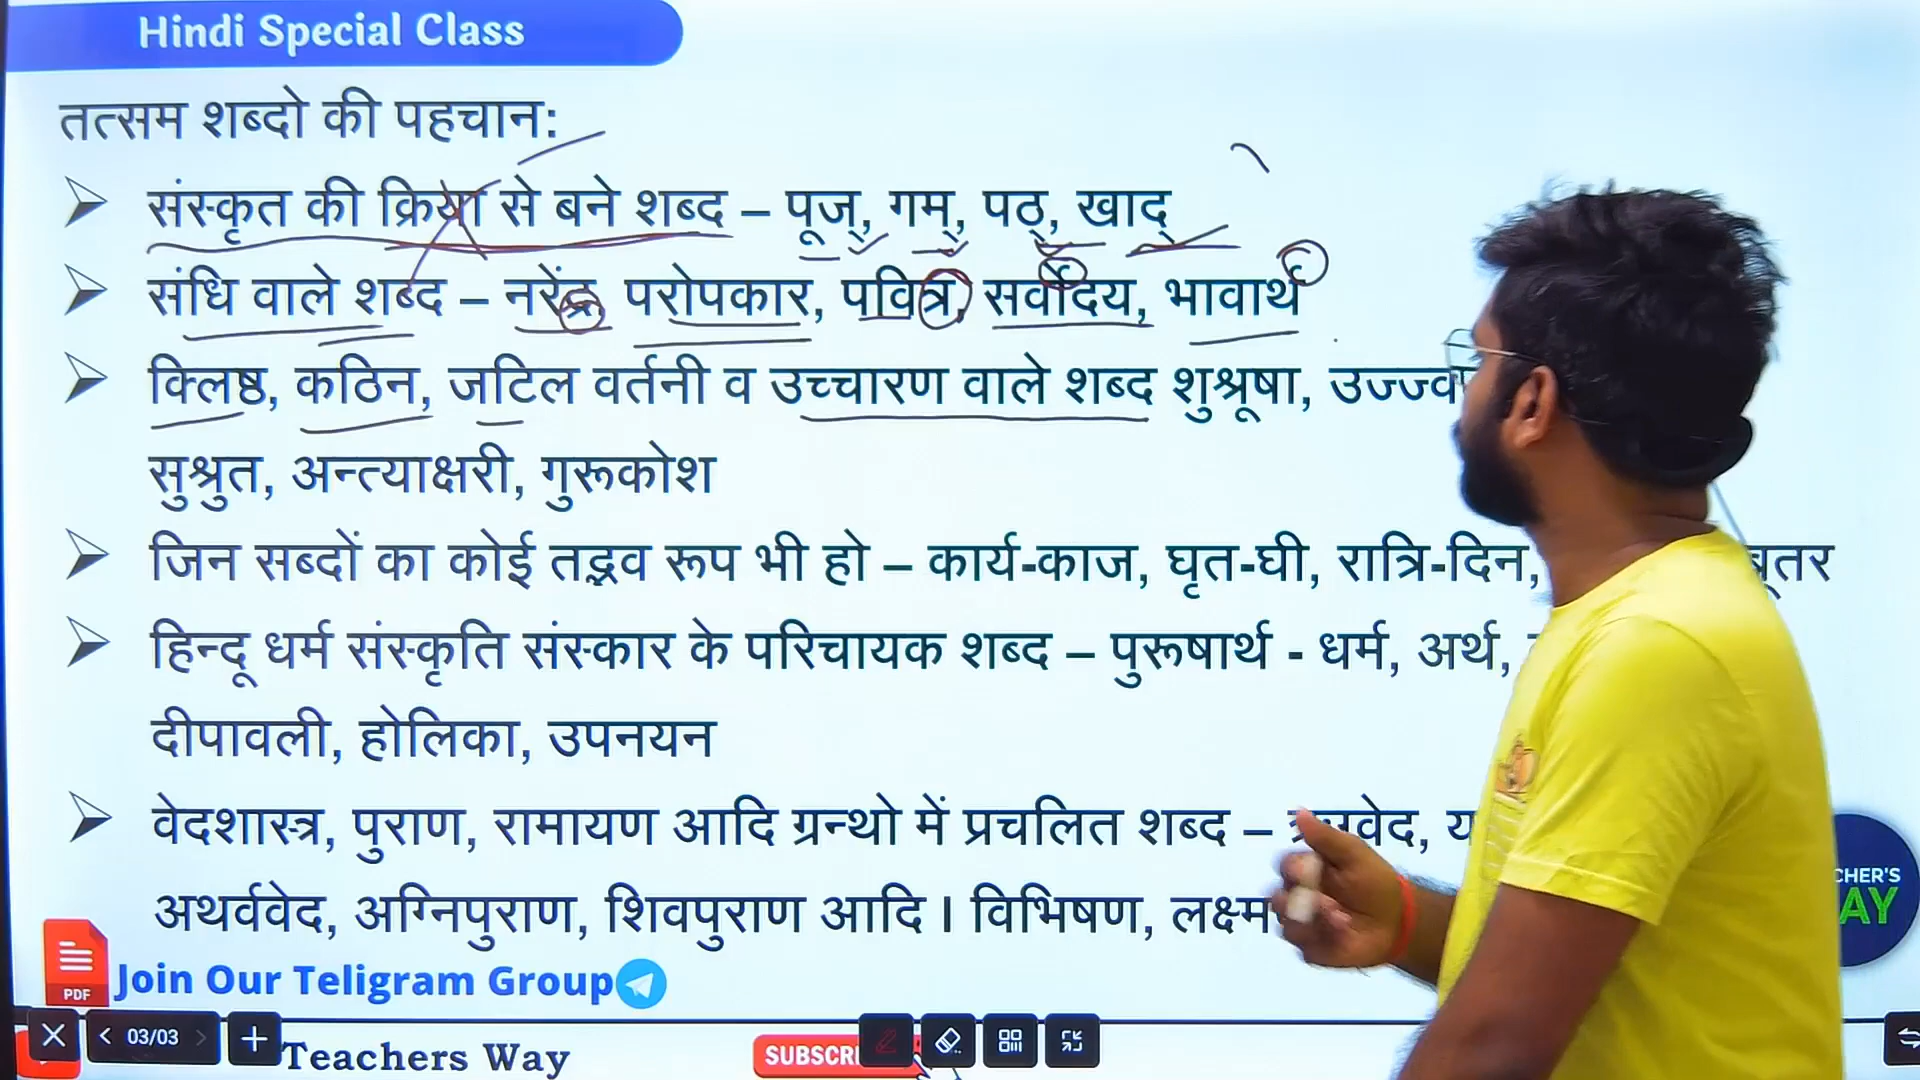 Hindi Special Class
तत्सम शब्दो की पहचान:
संस्कृत की क्रिया से बने शब्द – पूज्, गम्, पठ्, खाद्
संधि वाले शब्द – नरेंद्र परोपकार, पवित्र, सर्वोदय, भावार्थ
क्लिष्ठ, कठिन, जटिल वर्तनी व उच्चारण वाले शब्द शुश्रूषा,
सुश्रुत, अन्त्याक्षरी, गुरूकोश
जिन सब्दों का कोई तद्भव रूप भी हो – कार्य-काज, घृत-घी, रात्रि-दिन,
हिन्दू धर्म संस्कृति संस्कार के परिचायक शब्द – पुरूषार्थ - धर्म, अर्थ,
दीपावली, होलिका, उपनयन
वेदशास्त्र, पुराण, रामायण आदि ग्रन्थो में प्रचलित शब्द –
अथर्ववेद, अग्निपुराण, शिवपुराण आदि । विभिषण,
PDF
Join Our Teligram Group
03/03
Teachers Way